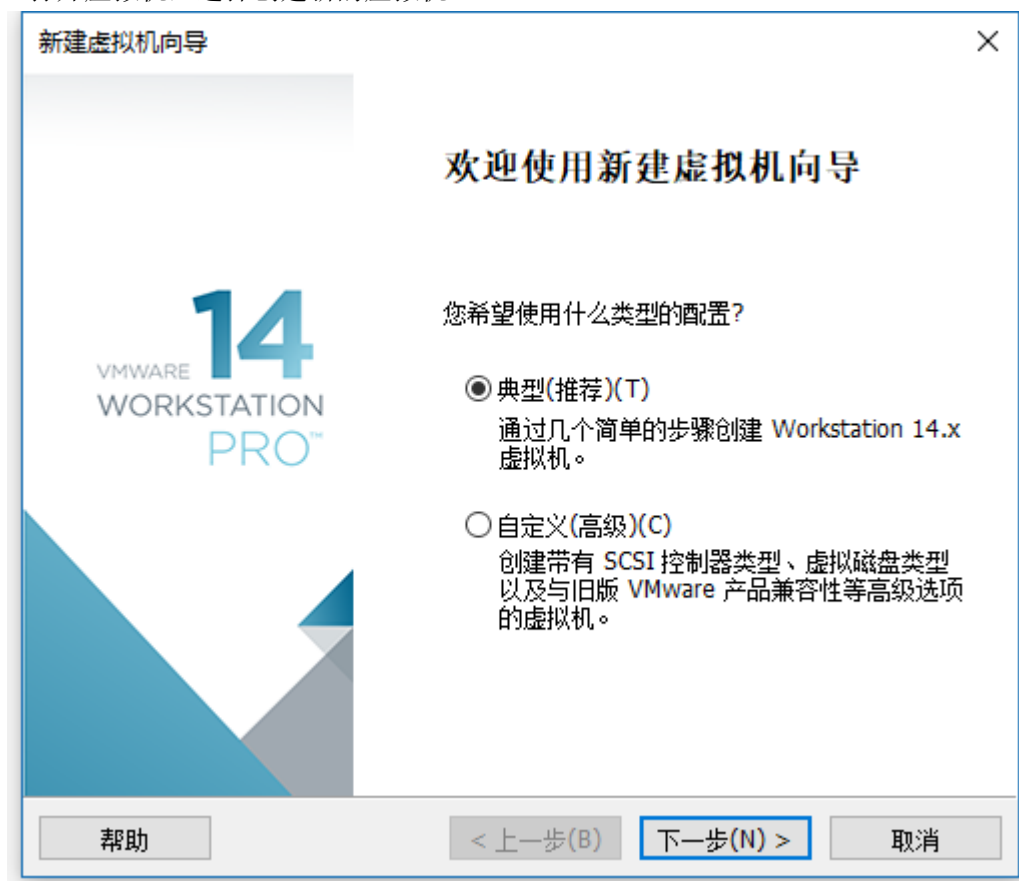 新建虚拟机向导
欢迎使用新建虚拟机向导
您希望使用什么类型的配置?
典型(推荐)(T)
通过几个简单的步骤创建 Workstation 14.x
虚拟机。
自定义(高级)(C)
创建带有 SCSI 控制器类型、虚拟磁盘类型
以及与旧版 VMware 产品兼容性等高级选项
的虚拟机。
14
VMWARE
WORKSTATION
PRO™
帮助
< 上一步(B)
下一步(N) >
取消